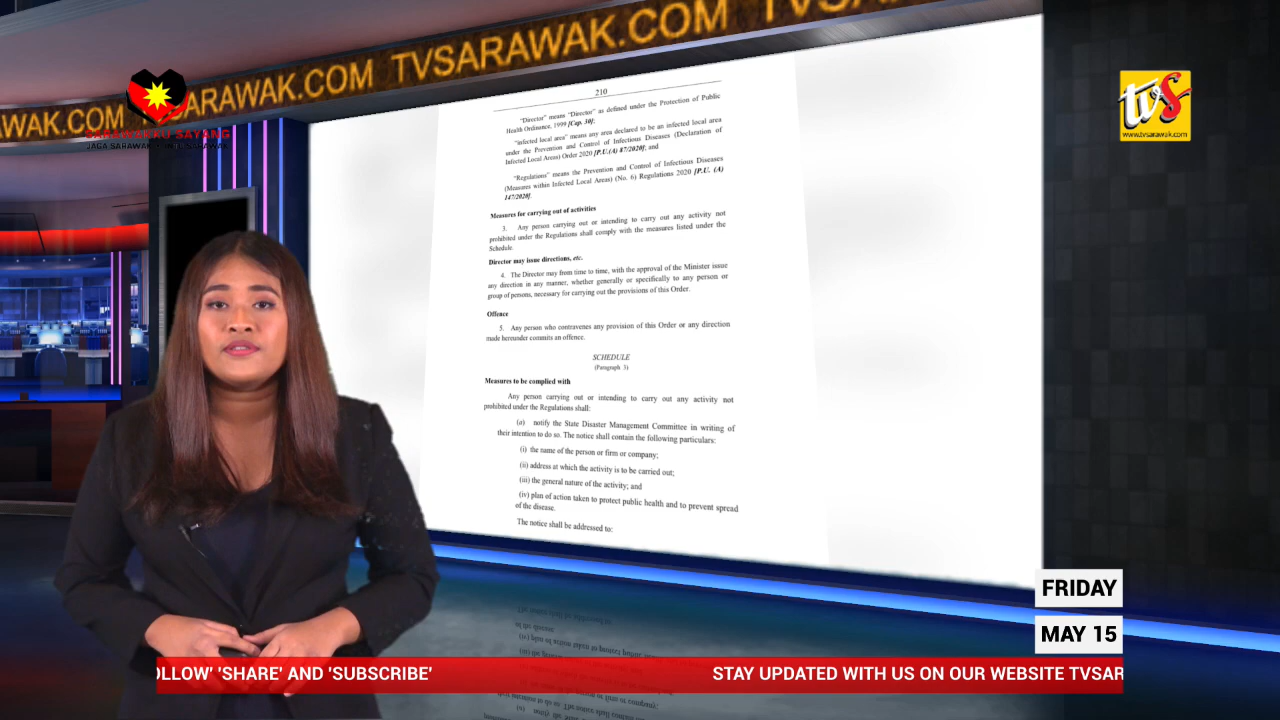 TVSARAWAK.COM
TVS
AWAK.COM
ARAWAK.COM
SARAWAKKU SAYANG
JAGA SARAWAK
SARAWAK
tvS
www.tvsarawak.com
210
"Director" means "Director" as defined under the Protection of Public
Health Ordinance, 1999 [Cap. 30];
"infected local area" means any area declared to be an infected local area
under the Prevention and Control of Infectious Diseases (Declaration of
Infected Local Areas) Order 2020 [P.U.(A) 87/2020]; and
"Regulations" means the Prevention and Control of Infectious Diseases
(Measures within Infected Local Areas) (No. 6) Regulations 2020 [P.U. (A)
147/2020].
Measures for carrying out of activities
3. Any person carrying out or intending to carry out any activity not
prohibited under the Regulations shall comply with the measures listed under the
Schedule.
Director may issue directions, etc.
4. The Director may from time to time, with the approval of the Minister issue
any direction in any manner, whether generally or specifically to any person or
group of persons, necessary for carrying out the provisions of this Order.
Offence
5. Any person who contravenes any provision of this Order or any direction
made hereunder commits an offence.
SCHEDULE
(Paragraph 3)
Measures to be complied with
Any person carrying out or intending to carry out any activity not
prohibited under the Regulations shall:
(a) notify the State Disaster Management Committee in writing of
their intention to do so. The notice shall contain the following particulars:
(i) the name of the person or firm or company;
(ii) address at which the activity is to be carried out;
(iii) the general nature of the activity; and
(iv) plan of action taken to protect public health and to prevent spread
of the disease.
The notice shall be addressed to:
FRIDAY
MAY 15
OLLOW' 'SHARE' AND 'SUBSCRIBE'
STAY UPDATED WITH US ON OUR WEBSITE TVSAR